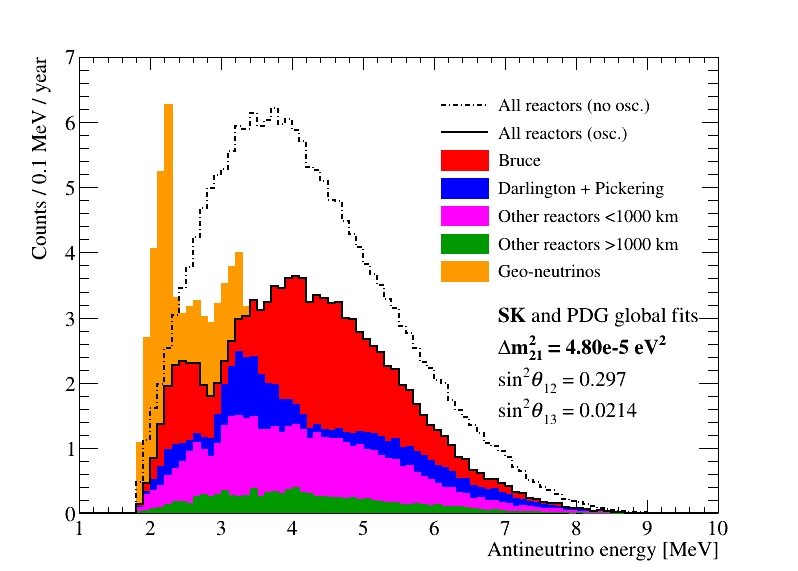 Counts / 0.1 MeV / year
7
6
5
4
3
2
1
0
All reactors (no osc.)
All reactors (osc.)
Bruce
Darlington + Pickering
Other reactors <1000 km
Other reactors >1000 km
Geo-neutrinos
SK and PDG global fits
Δm²₂₁ = 4.80e-5 eV²
sin²θ₁₂ = 0.297
sin²θ₁₃ = 0.0214
1 2 3 4 5 6 7 8 9 10
Antineutrino energy [MeV]